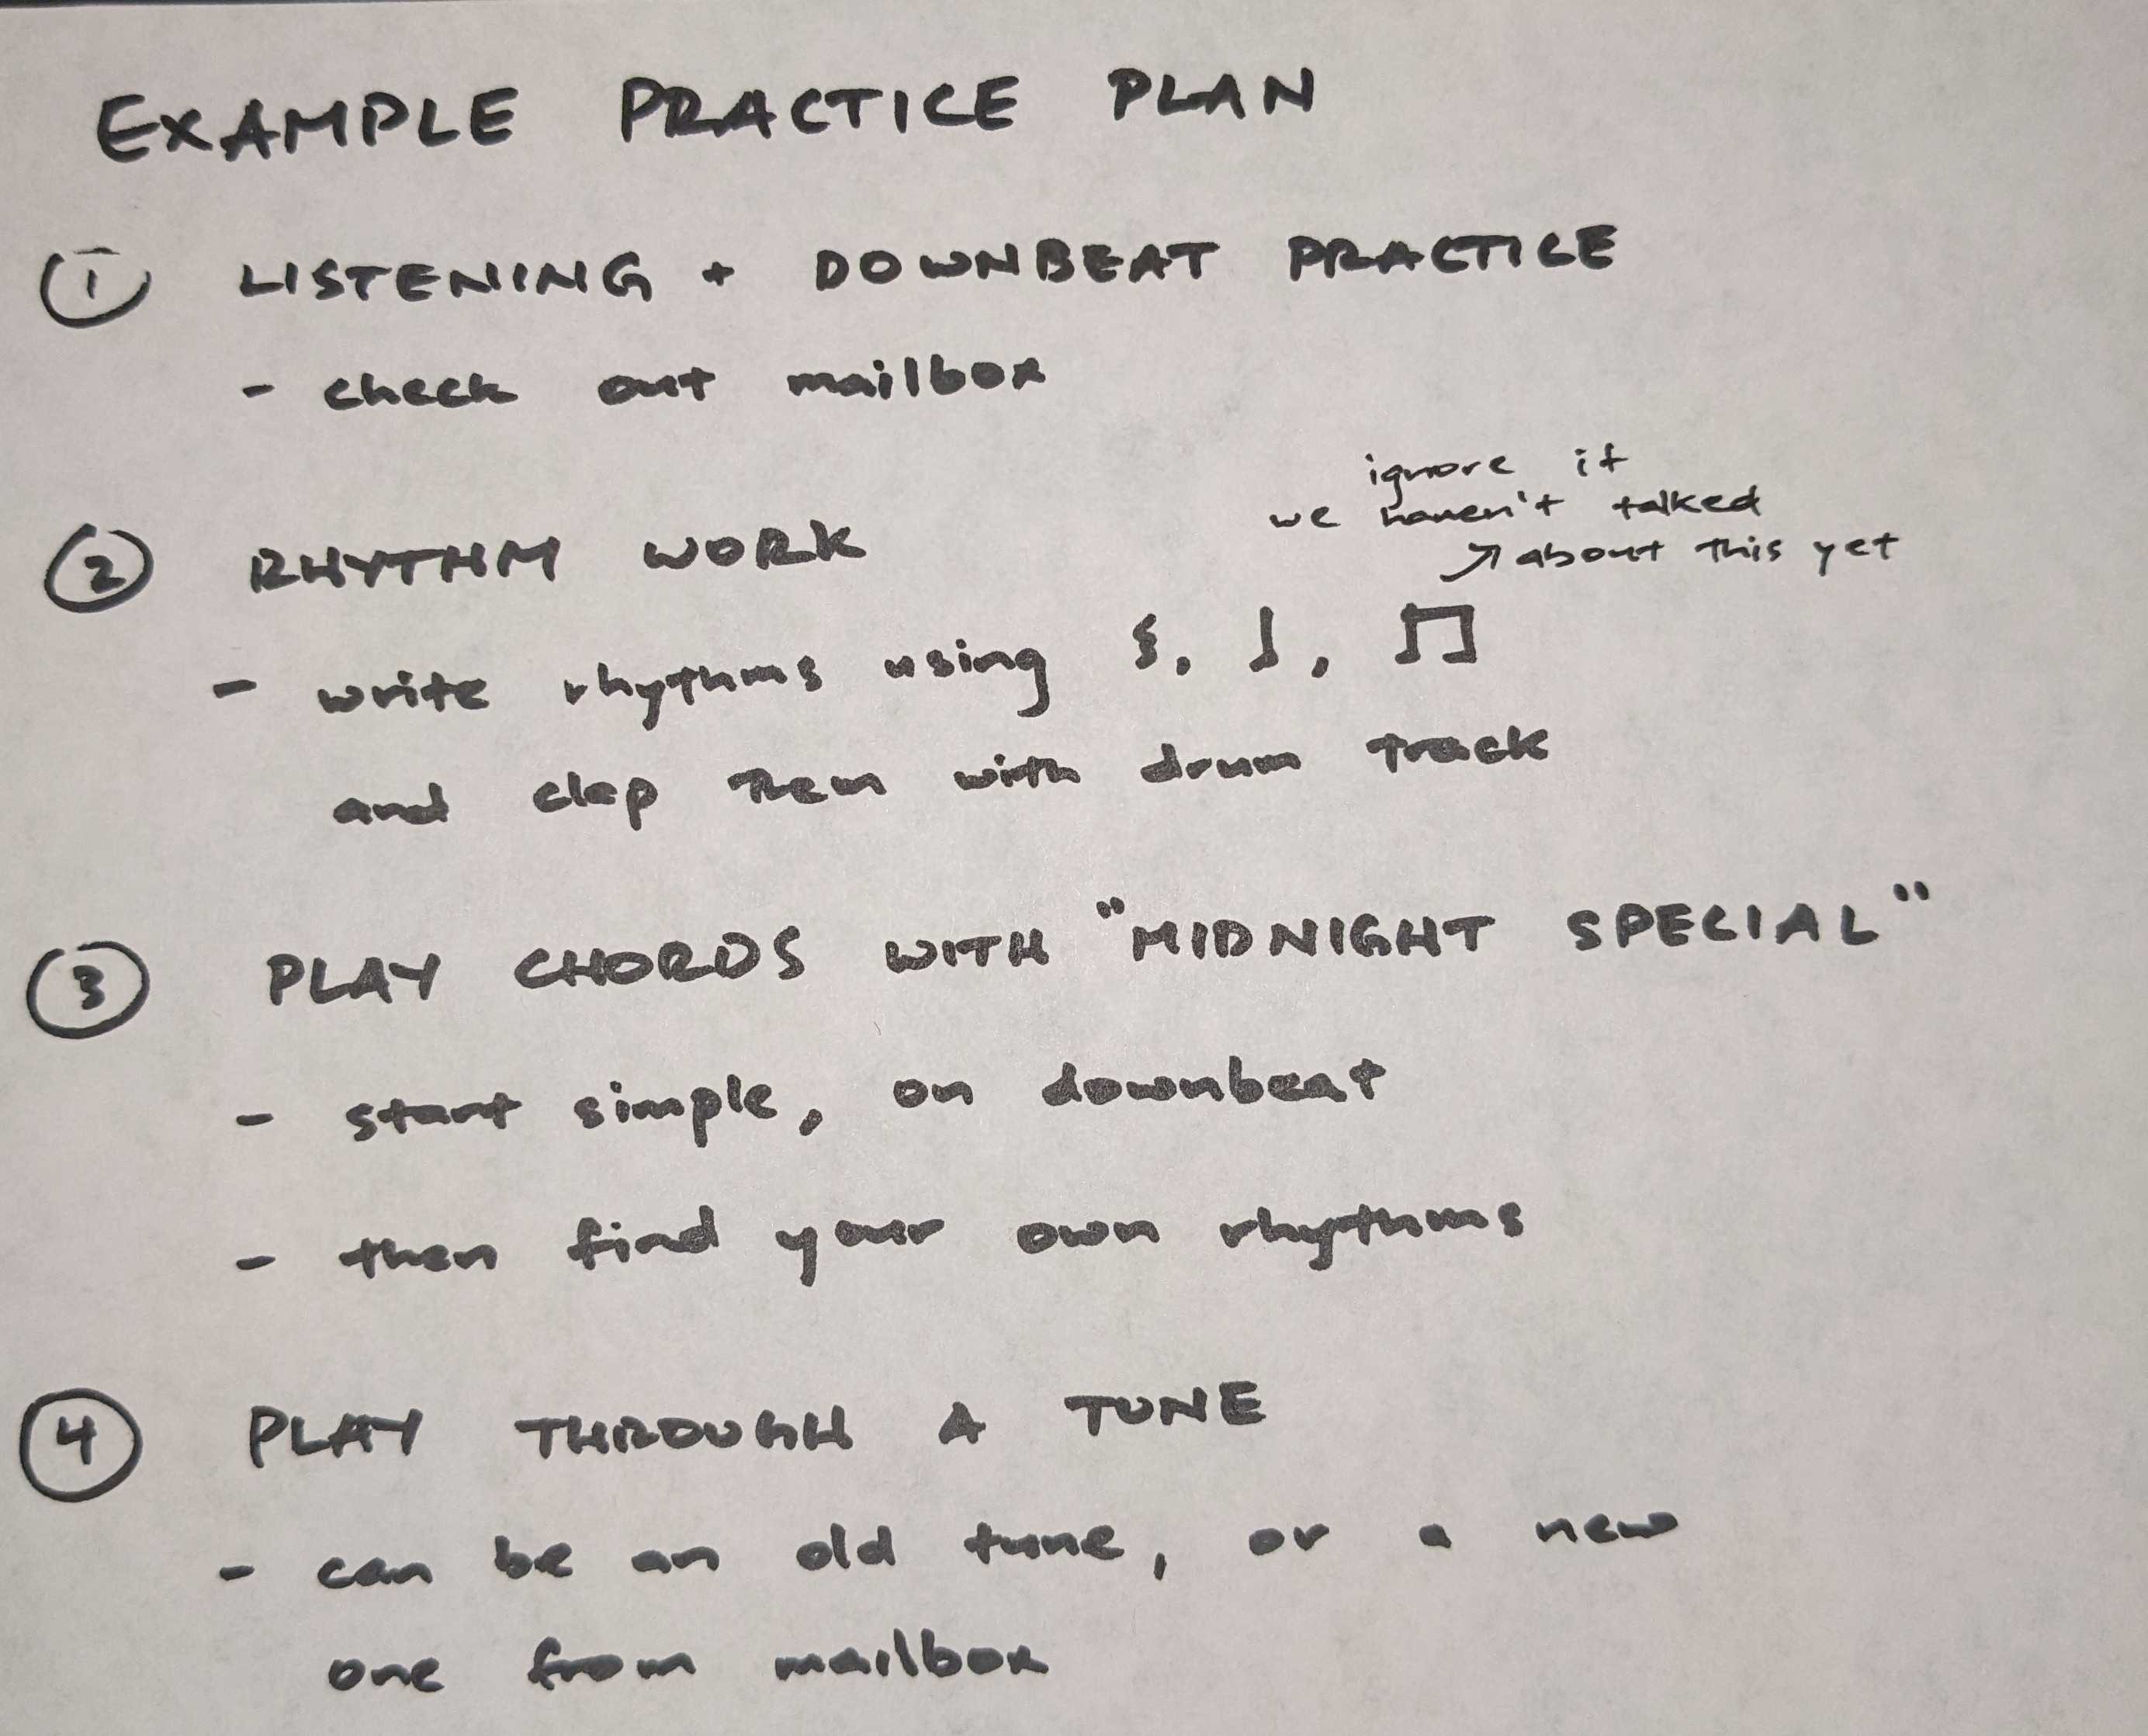 EXAMPLE PRACTICE PLAN
① LISTENING + DOWNBEAT PRACTICE
- check out mailbox
② RHYTHM WORK
ignore if
we haven't talked
↗ about this yet
- write rhythms using 𝄽, ♩, ♫
and clap them with drum track
③ PLAY CHORDS WITH "MIDNIGHT SPECIAL"
- start simple, on downbeat
- then find your own rhythms
④ PLAY THROUGH A TUNE
- can be an old tune, or a new
one from mailbox